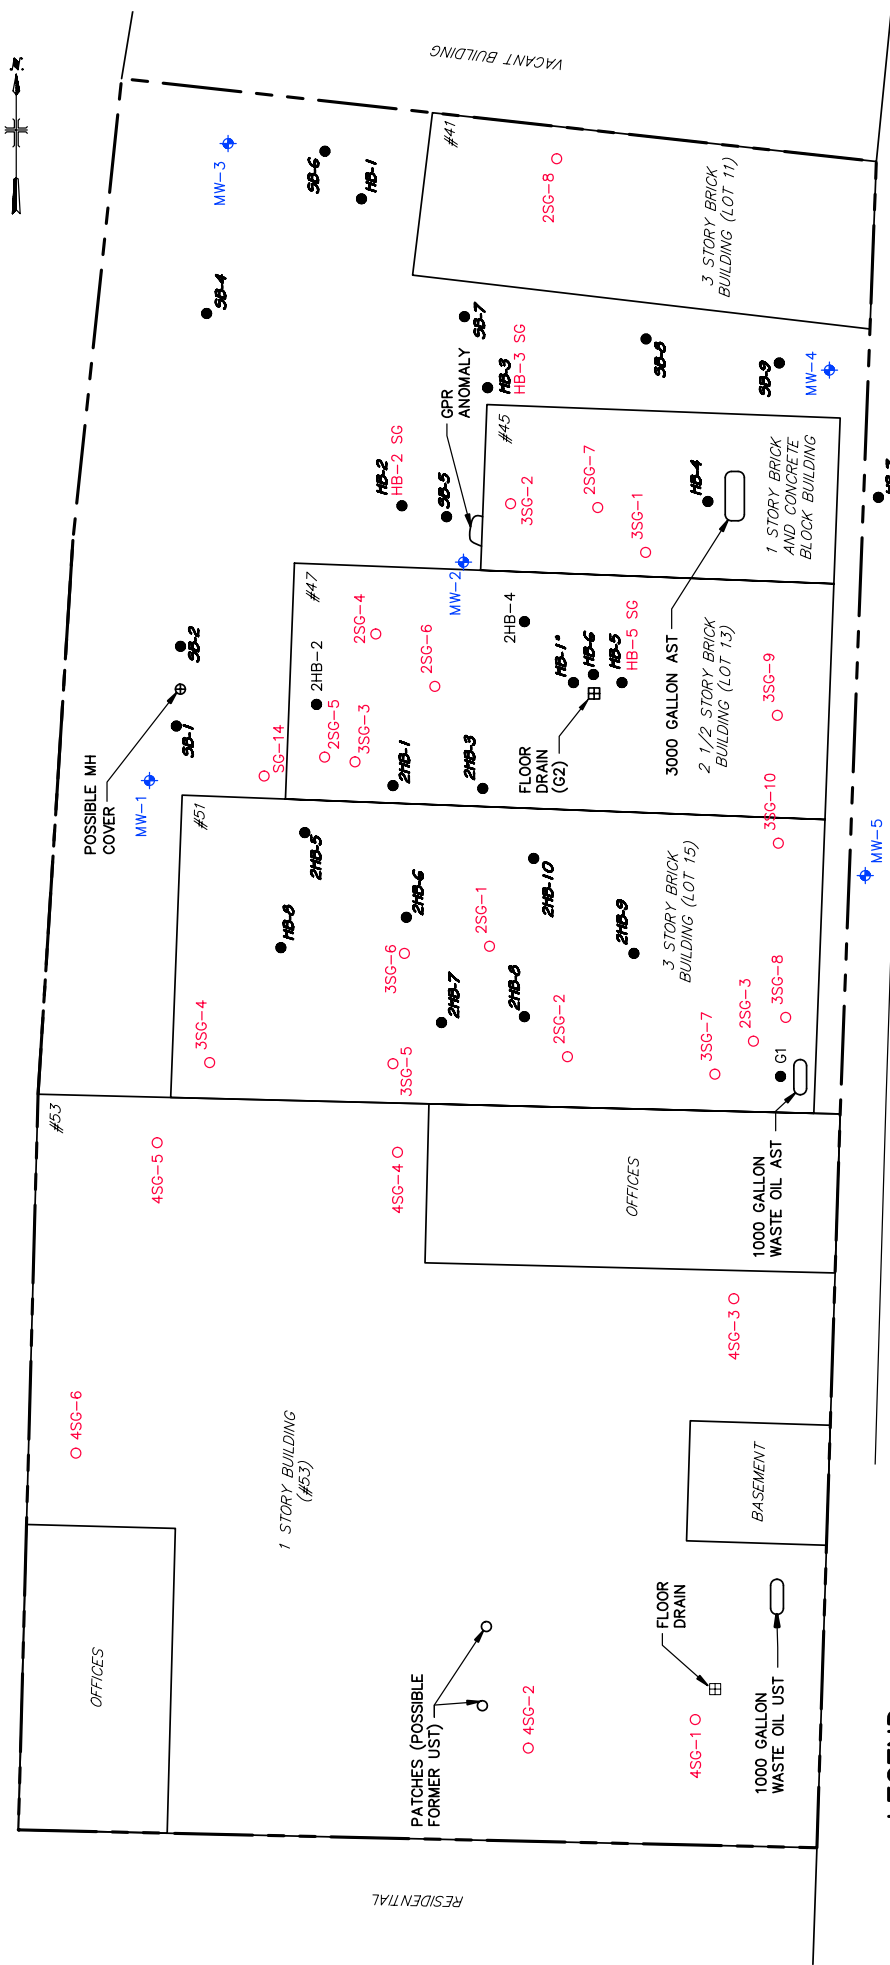 N
VACANT BUILDING
#41
MW-3
SB-6
HB-1
2SG-8
3 STORY BRICK
BUILDING (LOT 11)
SB-4
SB-7
HB-3
HB-3 SG
SB-8
SB-9
MW-4
GPR
ANOMALY
#45
HB-2
HB-2 SG
SB-5
3SG-2
2SG-7
3SG-1
HB-4
1 STORY BRICK
AND CONCRETE
BLOCK BUILDING
MW-2
#47
SB-2
2HB-2
2SG-4
2SG-6
2HB-4
HB-1*
HB-6
HB-5
HB-5 SG
3000 GALLON AST
2 1/2 STORY BRICK
BUILDING (LOT 13)
3SG-9
POSSIBLE MH
COVER
SB-1
MW-1
SG-14
2SG-5
3SG-3
2HB-1
2HB-3
FLOOR
DRAIN
(G2)
3SG-10
MW-5
#51
2HB-5
HB-8
2HB-6
2SG-1
2HB-10
2HB-9
3 STORY BRICK
BUILDING (LOT 15)
3SG-6
3SG-4
3SG-5
2HB-7
2HB-8
2SG-2
3SG-7
2SG-3
3SG-8
G1
#53
4SG-5
4SG-4
OFFICES
1000 GALLON
WASTE OIL AST
4SG-3
4SG-6
1 STORY BUILDING
(#53)
BASEMENT
OFFICES
PATCHES (POSSIBLE
FORMER UST)
4SG-2
FLOOR
DRAIN
4SG-1
1000 GALLON
WASTE OIL UST
RESIDENTIAL